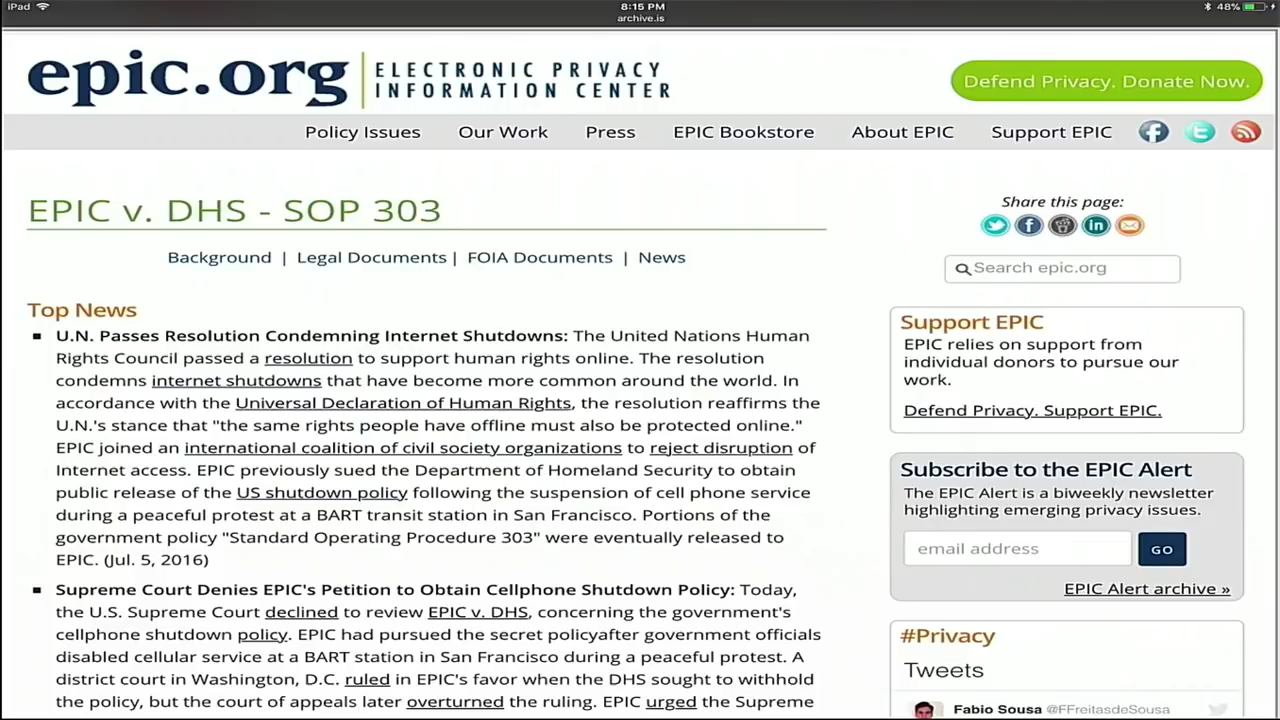 iPad
8:15 PM
48%
archive.is
epic.org
ELECTRONIC PRIVACY
INFORMATION CENTER
Defend Privacy. Donate Now.
Policy Issues
Our Work
Press
EPIC Bookstore
About EPIC
Support EPIC
EPIC v. DHS - SOP 303
Background | Legal Documents | FOIA Documents | News
Top News
U.N. Passes Resolution Condemning Internet Shutdowns: The United Nations Human
Rights Council passed a resolution to support human rights online. The resolution
condemns internet shutdowns that have become more common around the world. In
accordance with the Universal Declaration of Human Rights, the resolution reaffirms the
U.N.'s stance that "the same rights people have offline must also be protected online."
EPIC joined an international coalition of civil society organizations to reject disruption of
Internet access. EPIC previously sued the Department of Homeland Security to obtain
public release of the US shutdown policy following the suspension of cell phone service
during a peaceful protest at a BART transit station in San Francisco. Portions of the
government policy "Standard Operating Procedure 303" were eventually released to
EPIC. (Jul. 5, 2016)
Supreme Court Denies EPIC's Petition to Obtain Cellphone Shutdown Policy: Today,
the U.S. Supreme Court declined to review EPIC v. DHS, concerning the government's
cellphone shutdown policy. EPIC had pursued the secret policyafter government officials
disabled cellular service at a BART station in San Francisco during a peaceful protest. A
district court in Washington, D.C. ruled in EPIC's favor when the DHS sought to withhold
the policy, but the court of appeals later overturned the ruling. EPIC urged the Supreme
Share this page:
Search epic.org
Support EPIC
EPIC relies on support from
individual donors to pursue our
work.
Defend Privacy. Support EPIC.
Subscribe to the EPIC Alert
The EPIC Alert is a biweekly newsletter
highlighting emerging privacy issues.
email address
GO
EPIC Alert archive »
#Privacy
Tweets
Fabio Sousa @FFreitasdeSousa